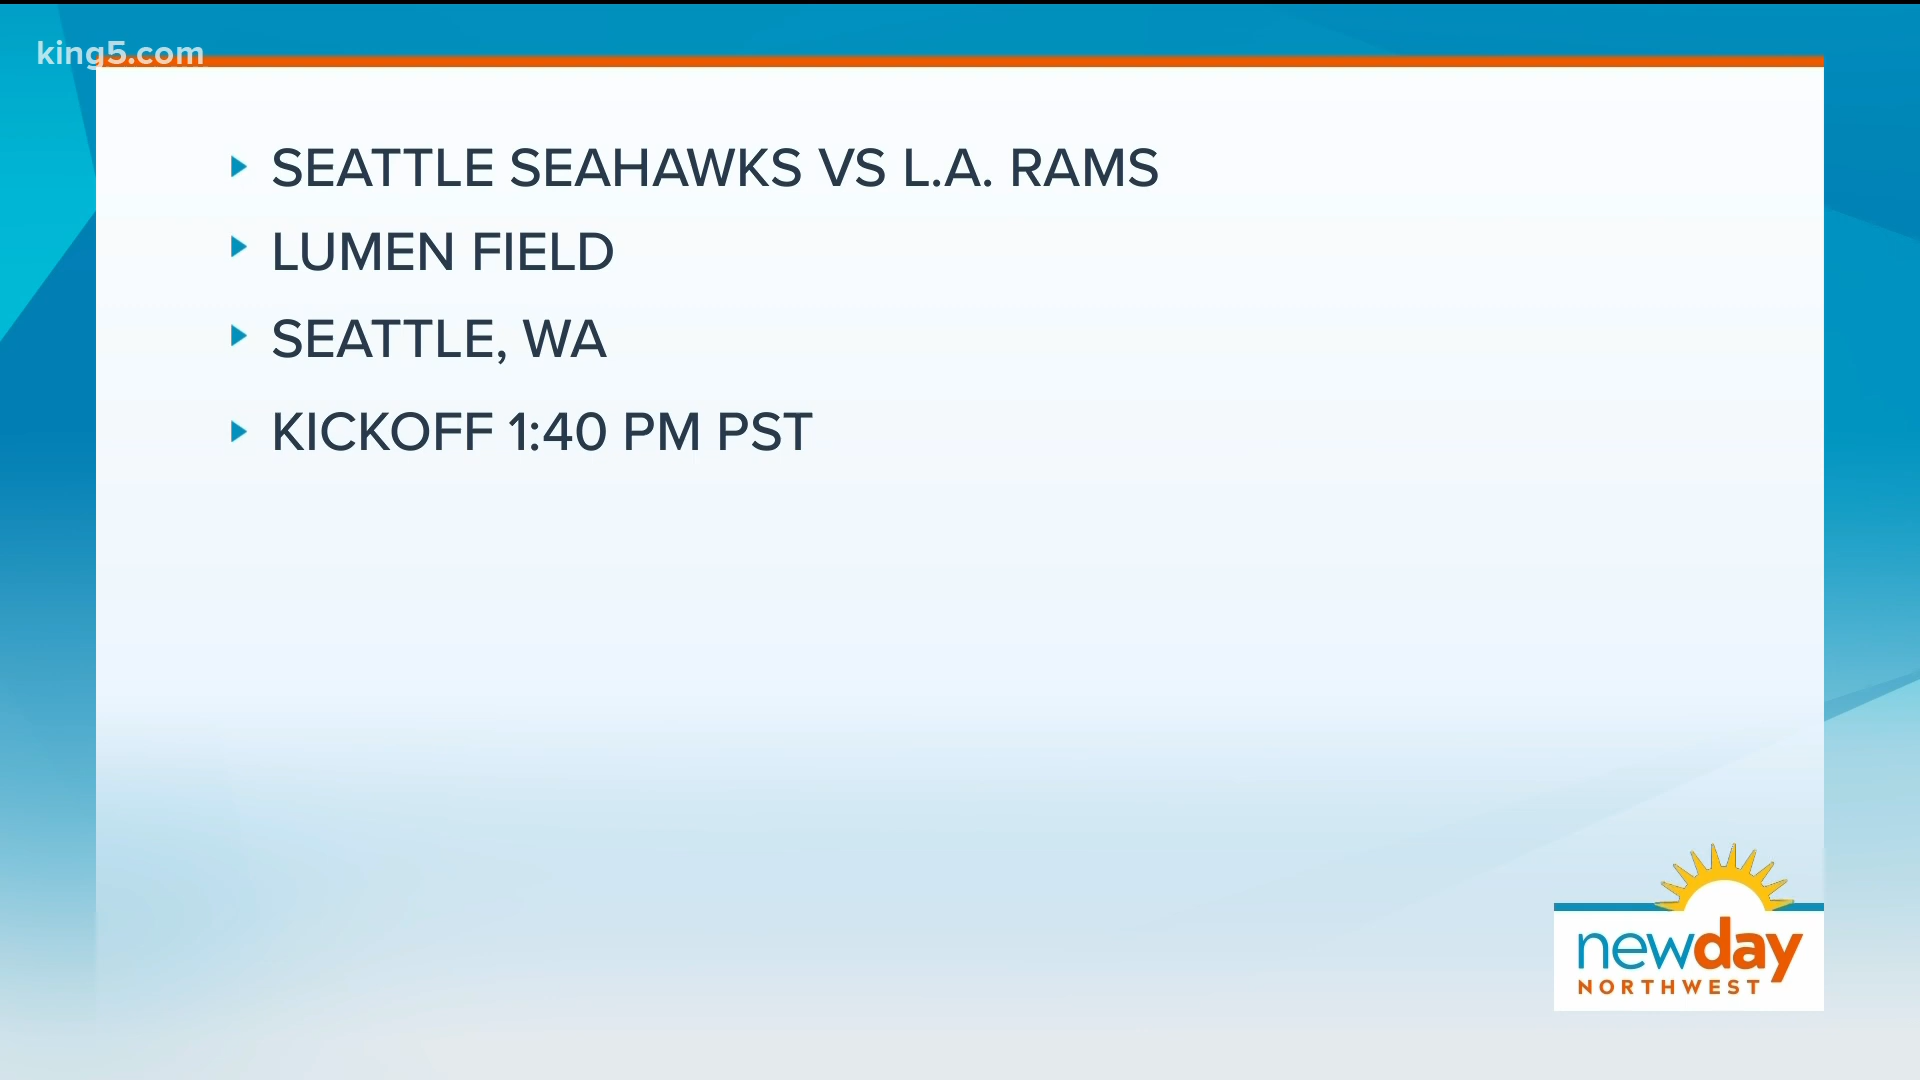 king5.com
SEATTLE SEAHAWKS VS L.A. RAMS
LUMEN FIELD
SEATTLE, WA
KICKOFF 1:40 PM PST
newday
NORTHWEST